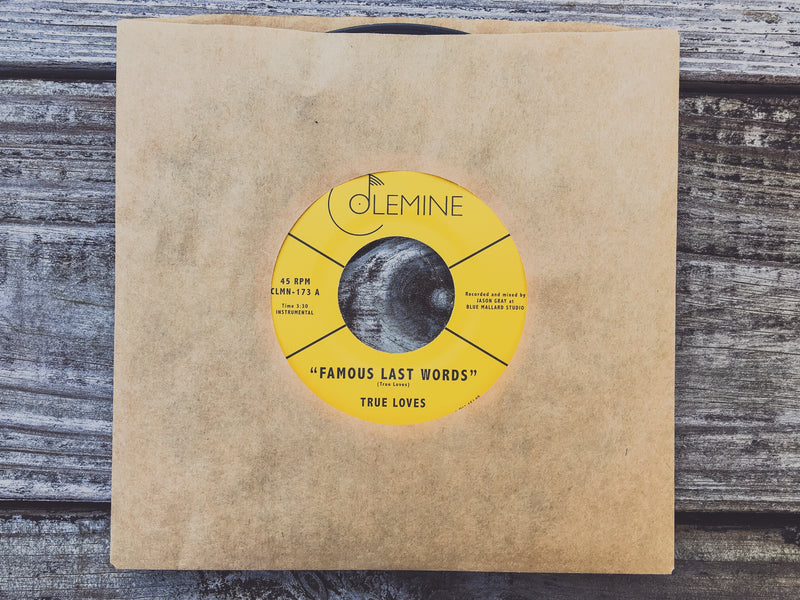 COLEMINE
45 RPM
CLMN-173 A
Time 3:30
INSTRUMENTAL
Recorded and mixed by
JASON GRAY at
BLUE MALLARD STUDIO
"FAMOUS LAST WORDS"
(True Loves)
TRUE LOVES